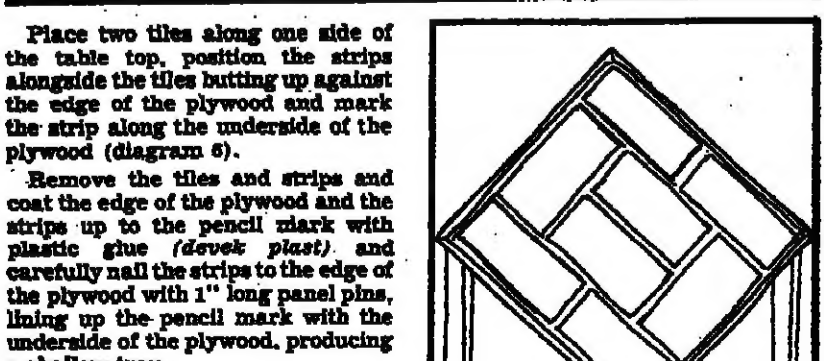 Place two tiles along one side of
the table top, position the strips
alongside the tiles butting up against
the edge of the plywood and mark
the strip along the underside of the
plywood (diagram 6).
Remove the tiles and strips and
coat the edge of the plywood and the
strips up to the pencil mark with
plastic glue (devek plast) and
carefully nail the strips to the edge of
the plywood with 1" long panel pins,
lining up the pencil mark with the
underside of the plywood, producing